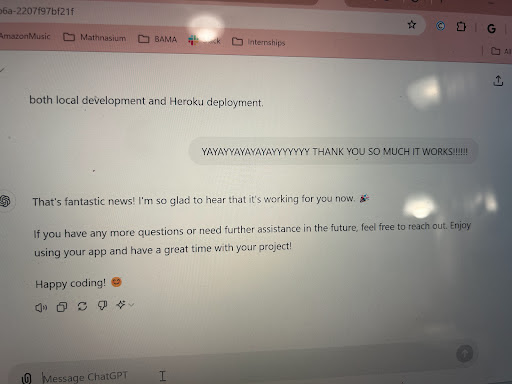 b6a-2207f97bf21f
AmazonMusic Mathnasium BAMA Internships
both local development and Heroku deployment.
YAYAYYAYAYAYAYYYYYYY THANK YOU SO MUCH IT WORKS!!!!!!
That's fantastic news! I'm so glad to hear that it's working for you now. 🎉
If you have any more questions or need further assistance in the future, feel free to reach out. Enjoy
using your app and have a great time with your project!
Happy coding! 😊
Message ChatGPT